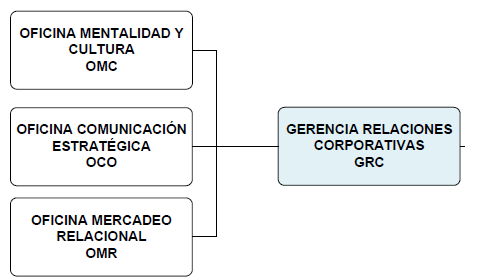 OFICINA MENTALIDAD Y
CULTURA
OMC
OFICINA COMUNICACIÓN
ESTRATÉGICA
OCO
OFICINA MERCADEO
RELACIONAL
OMR
GERENCIA RELACIONES
CORPORATIVAS
GRC